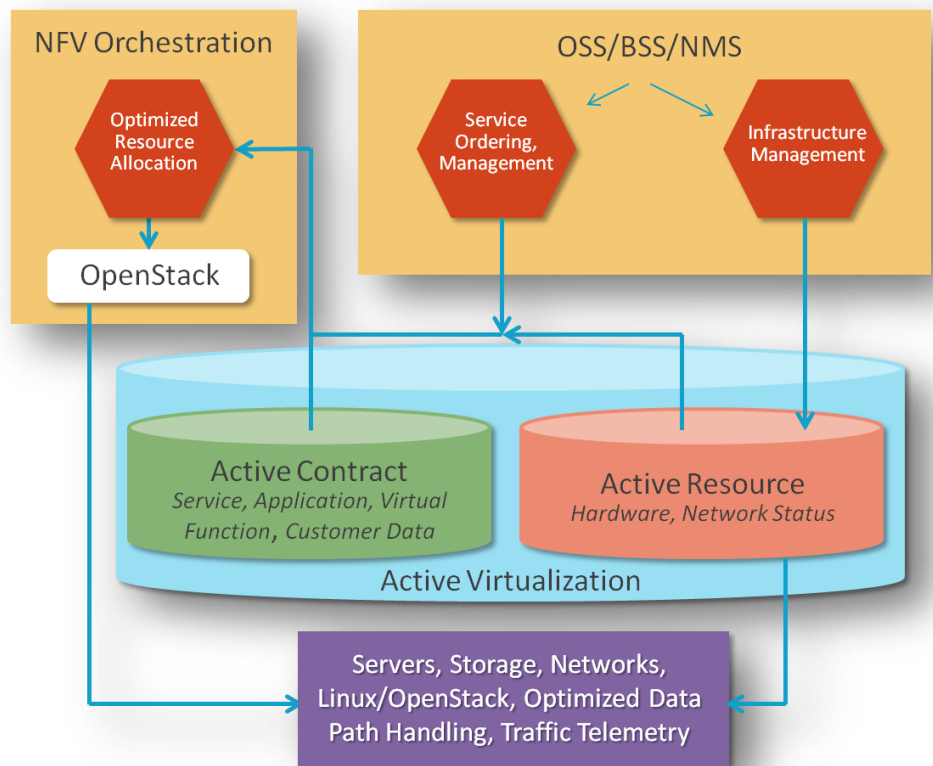 NFV Orchestration
Optimized
Resource
Allocation
OpenStack
OSS/BSS/NMS
Service
Ordering,
Management
Infrastructure
Management
Active Contract
Service, Application, Virtual
Function, Customer Data
Active Resource
Hardware, Network Status
Active Virtualization
Servers, Storage, Networks,
Linux/OpenStack, Optimized Data
Path Handling, Traffic Telemetry